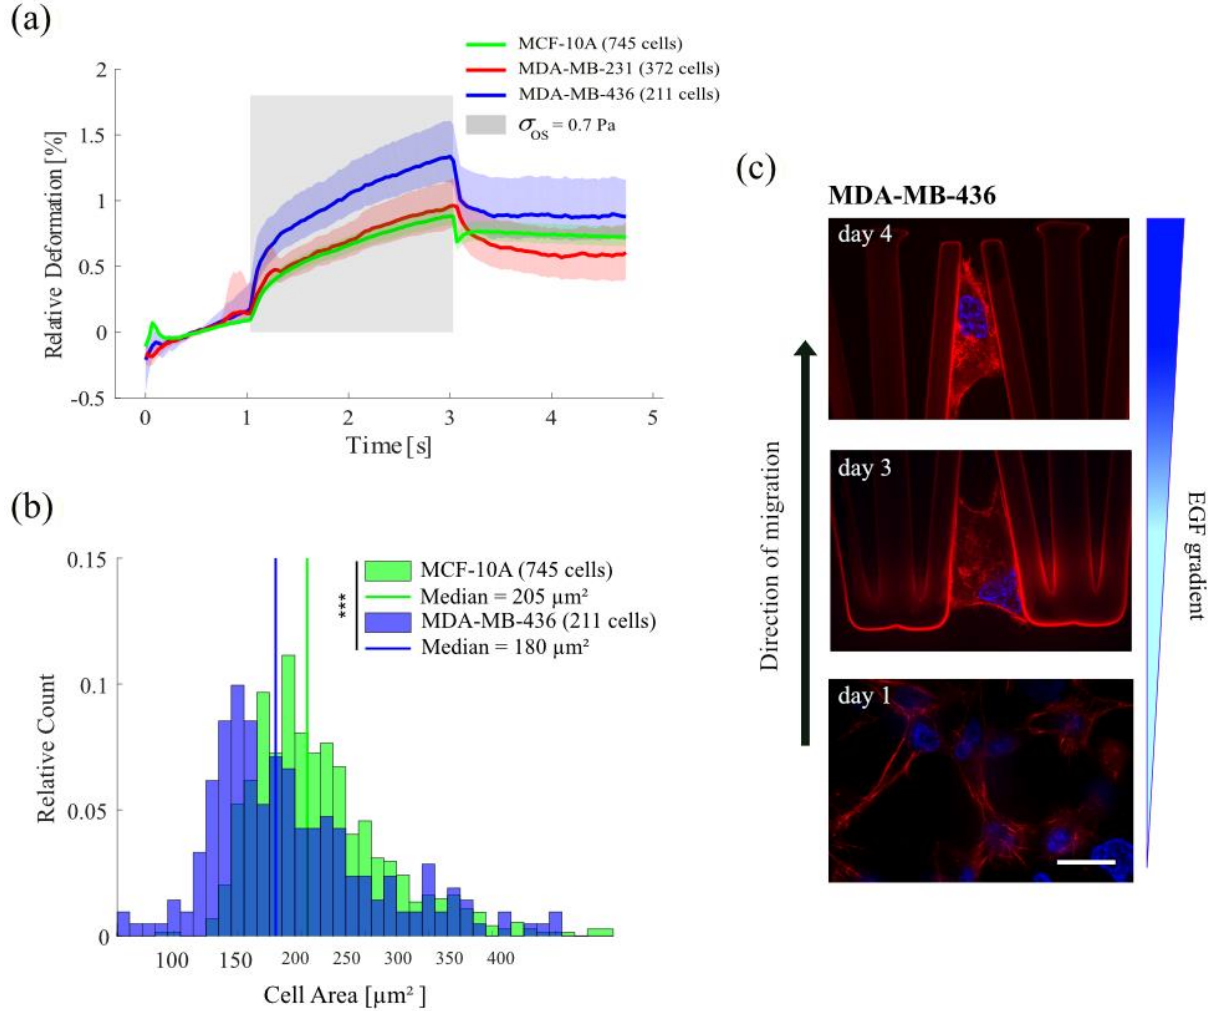 (a)
MCF-10A (745 cells)
MDA-MB-231 (372 cells)
MDA-MB-436 (211 cells)
σOS = 0.7 Pa
2
1.5
1
0.5
0
-0.5
Relative Deformation [%]
0
1
2
3
4
5
Time [s]
(b)
MCF-10A (745 cells)
Median = 205 µm²
MDA-MB-436 (211 cells)
Median = 180 µm²
***
0.15
0.1
0.05
0
Relative Count
100
150
200
250
300
350
400
Cell Area [µm² ]
(c)
MDA-MB-436
day 4
day 3
day 1
Direction of migration
EGF gradient